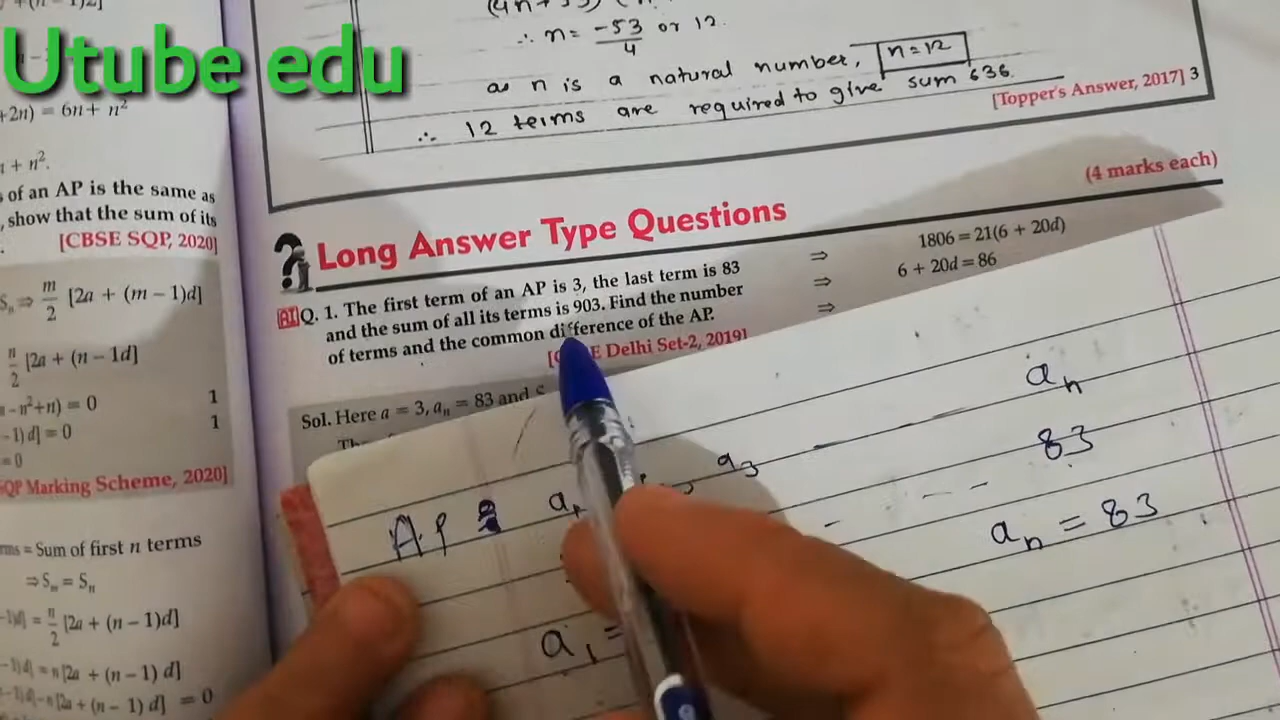 Utube edu
+2n) = 6n + n²
+ n².
of an AP is the same as
, show that the sum of its
[CBSE SQP, 2020]
Sₙ ⇒ m/2 [2a + (m − 1)d]
n/2 [2a + (n − 1d]
− n²+n) = 0 1
− 1) d] = 0 1
= 0
QP Marking Scheme, 2020]
rms = Sum of first n terms
⇒ Sₘ = Sₙ
= n/2 [2a + (n − 1)d]
= n[2a + (n − 1) d]
[2a + (n − 1) d] = 0
∴ n = −53/4 or 12.
as n is a natural number, n=12
∴ 12 terms are required to give sum 636.
[Topper's Answer, 2017] 3
? Long Answer Type Questions
(4 marks each)
AI Q. 1. The first term of an AP is 3, the last term is 83
and the sum of all its terms is 903. Find the number
of terms and the common difference of the AP.
E Delhi Set-2, 2019]
Sol. Here a = 3, aₙ = 83 and
⇒ 1806 = 21(6 + 20d)
⇒ 6 + 20d = 86
⇒
aₙ
A.P a₃ 83
a₁ = aₙ = 83